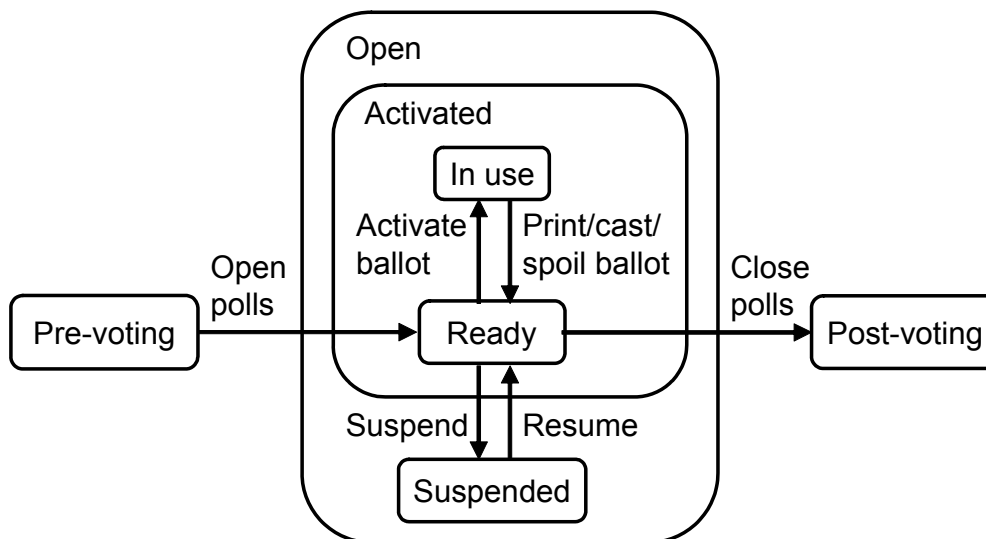 Open
Activated
In use
Activate
ballot
Print/cast/
spoil ballot
Open
polls
Close
polls
Pre-voting
Ready
Post-voting
Suspend
Resume
Suspended